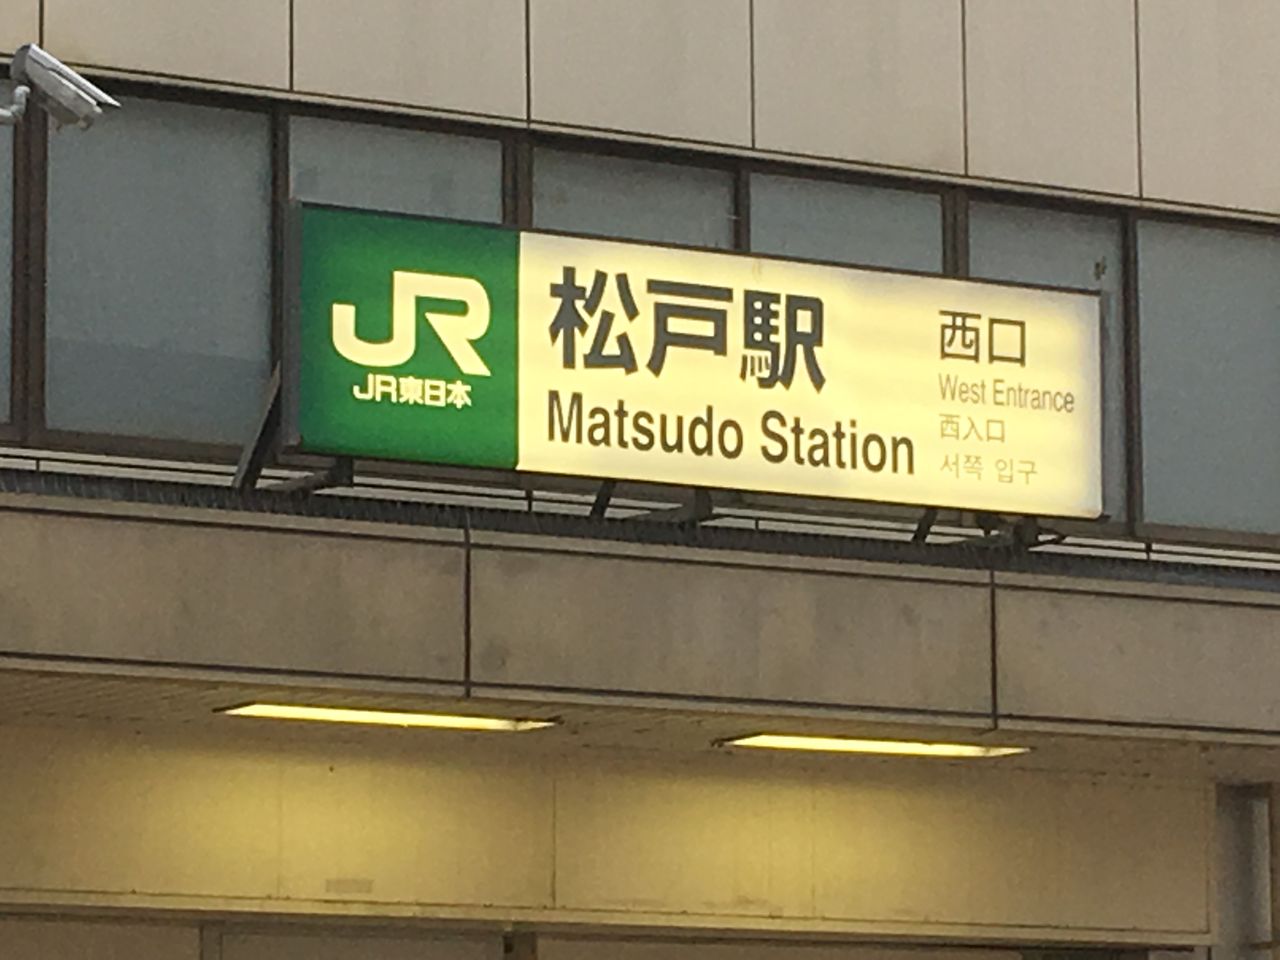 JR
JR東日本
松戸駅
Matsudo Station
西口
West Entrance
西入口
서쪽 입구